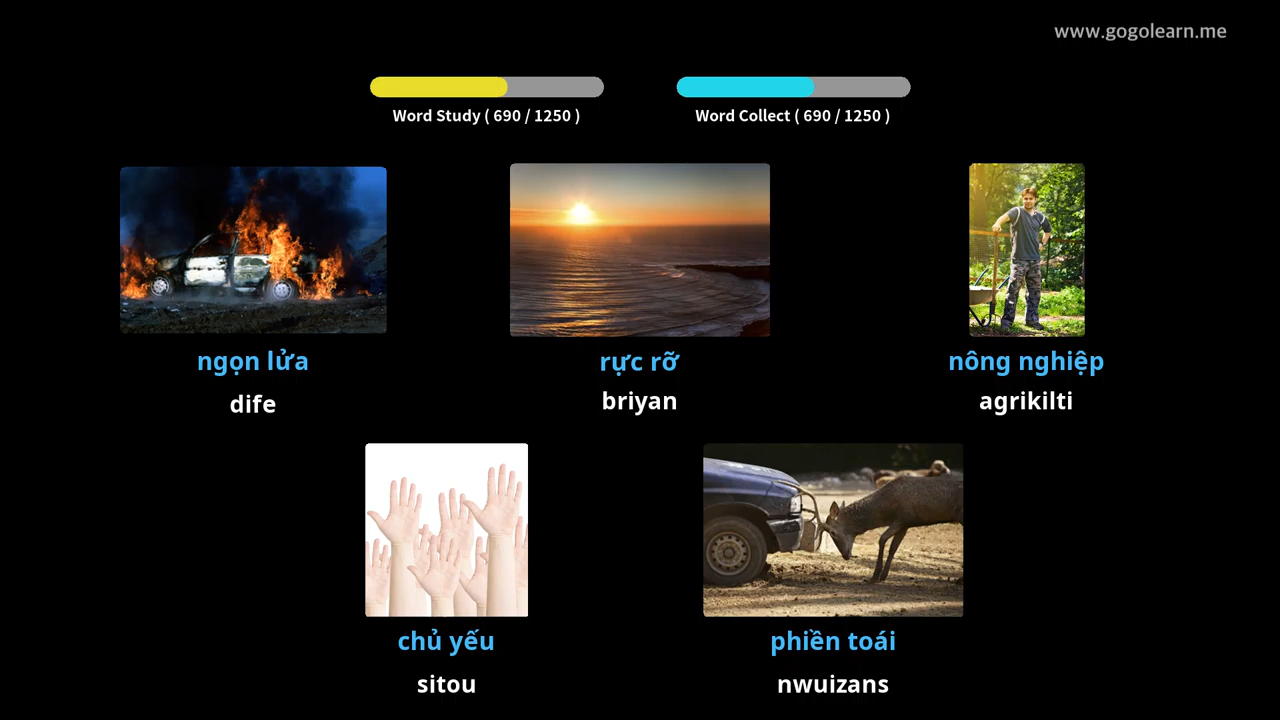 www.gogolearn.me
Word Study ( 690 / 1250 )
Word Collect ( 690 / 1250 )
ngọn lửa
dife
rực rỡ
briyan
nông nghiệp
agrikilti
chủ yếu
sitou
phiền toái
nwuizans